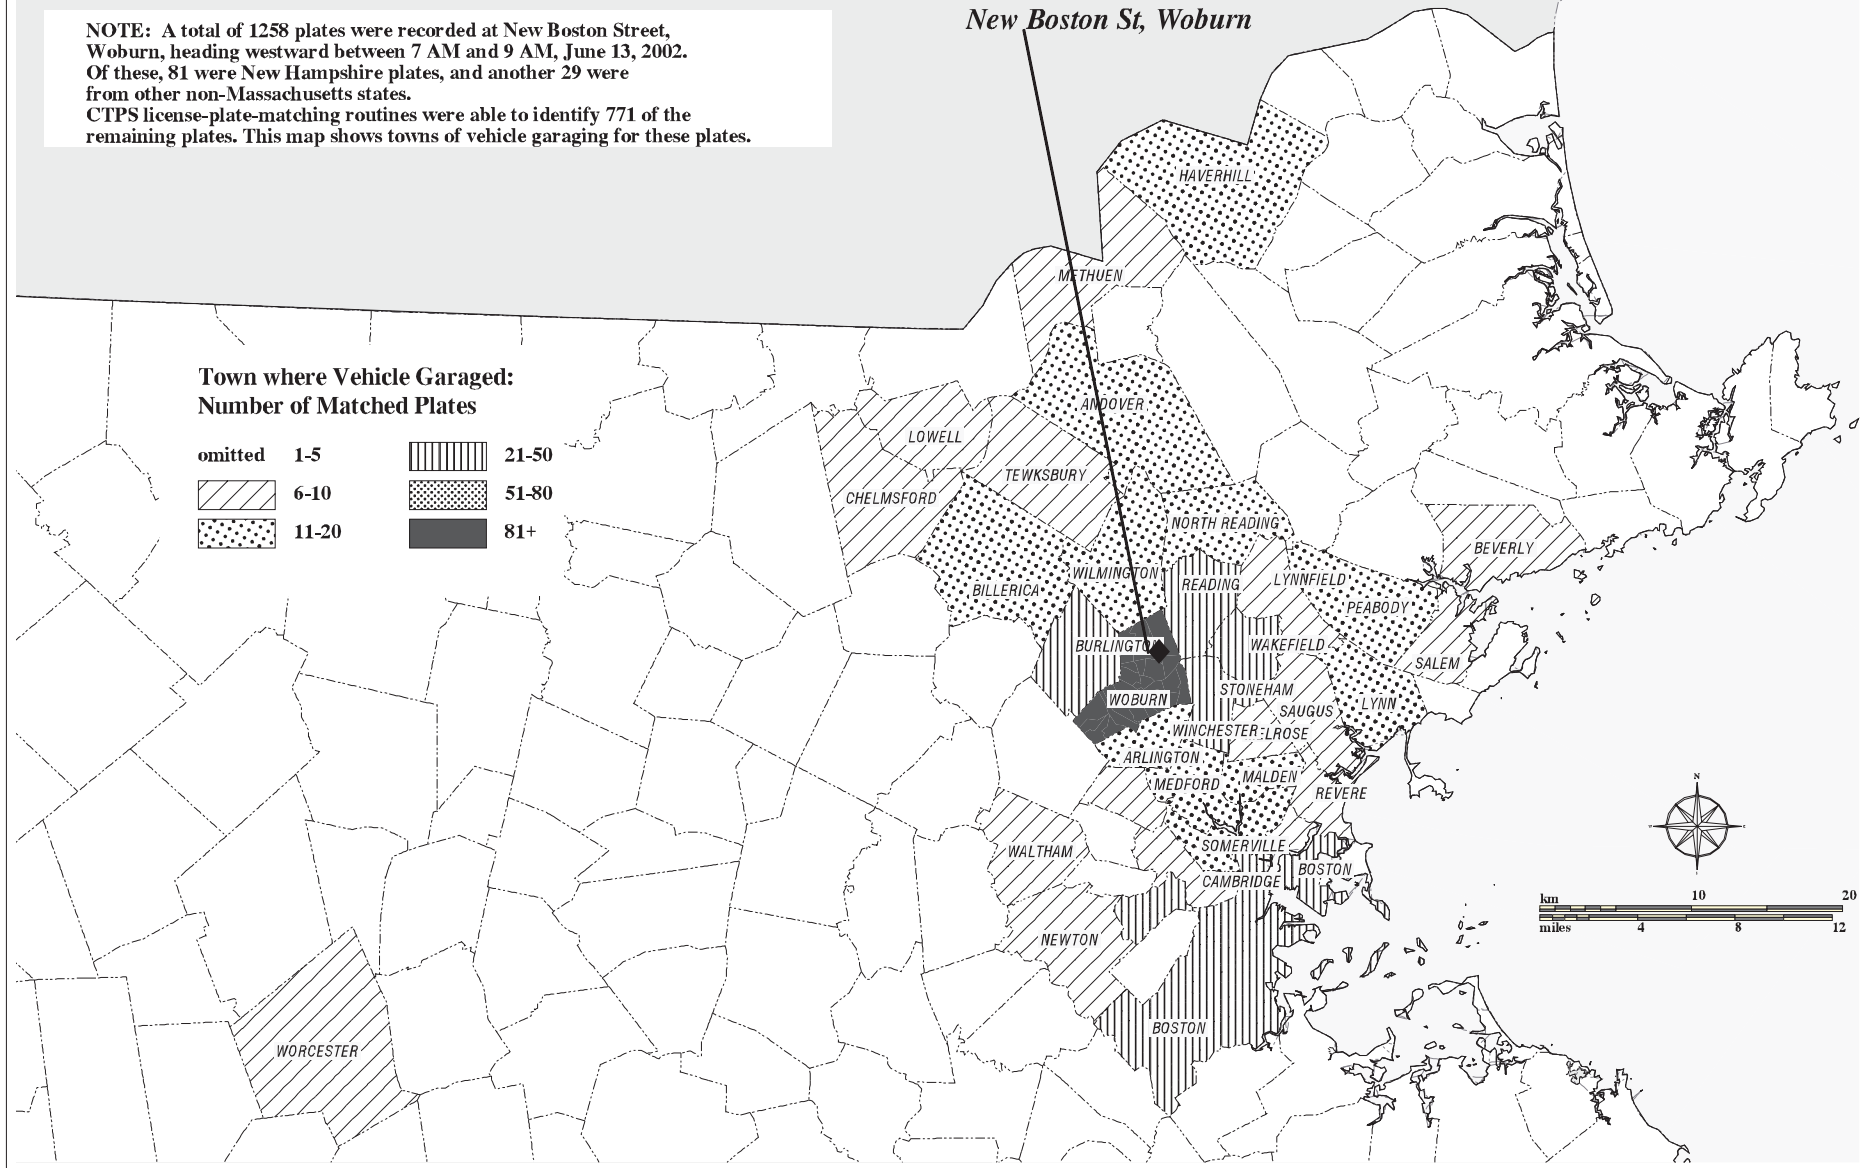 New Boston St, Woburn
NOTE: A total of 1258 plates were recorded at New Boston Street,
Woburn, heading westward between 7 AM and 9 AM, June 13, 2002.
Of these, 81 were New Hampshire plates, and another 29 were
from other non-Massachusetts states.
CTPS license-plate-matching routines were able to identify 771 of the
remaining plates. This map shows towns of vehicle garaging for these plates.
HAVERHILL
METHUEN
Town where Vehicle Garaged:
Number of Matched Plates
omitted 1-5
6-10
11-20
21-50
51-80
81+
ANDOVER
LOWELL
TEWKSBURY
CHELMSFORD
NORTH READING
BEVERLY
WILMINGTON
BILLERICA
READING
LYNNFIELD
PEABODY
BURLINGTO
WAKEFIELD
SALEM
WOBURN
STONEHAM
SAUGUS
LYNN
WINCHESTER
ELROSE
ARLINGTON
MEDFORD
MALDEN
REVERE
SOMERVILLE
WALTHAM
CAMBRIDGE
BOSTON
NEWTON
BOSTON
WORCESTER
N
km 10 20
miles 4 8 12